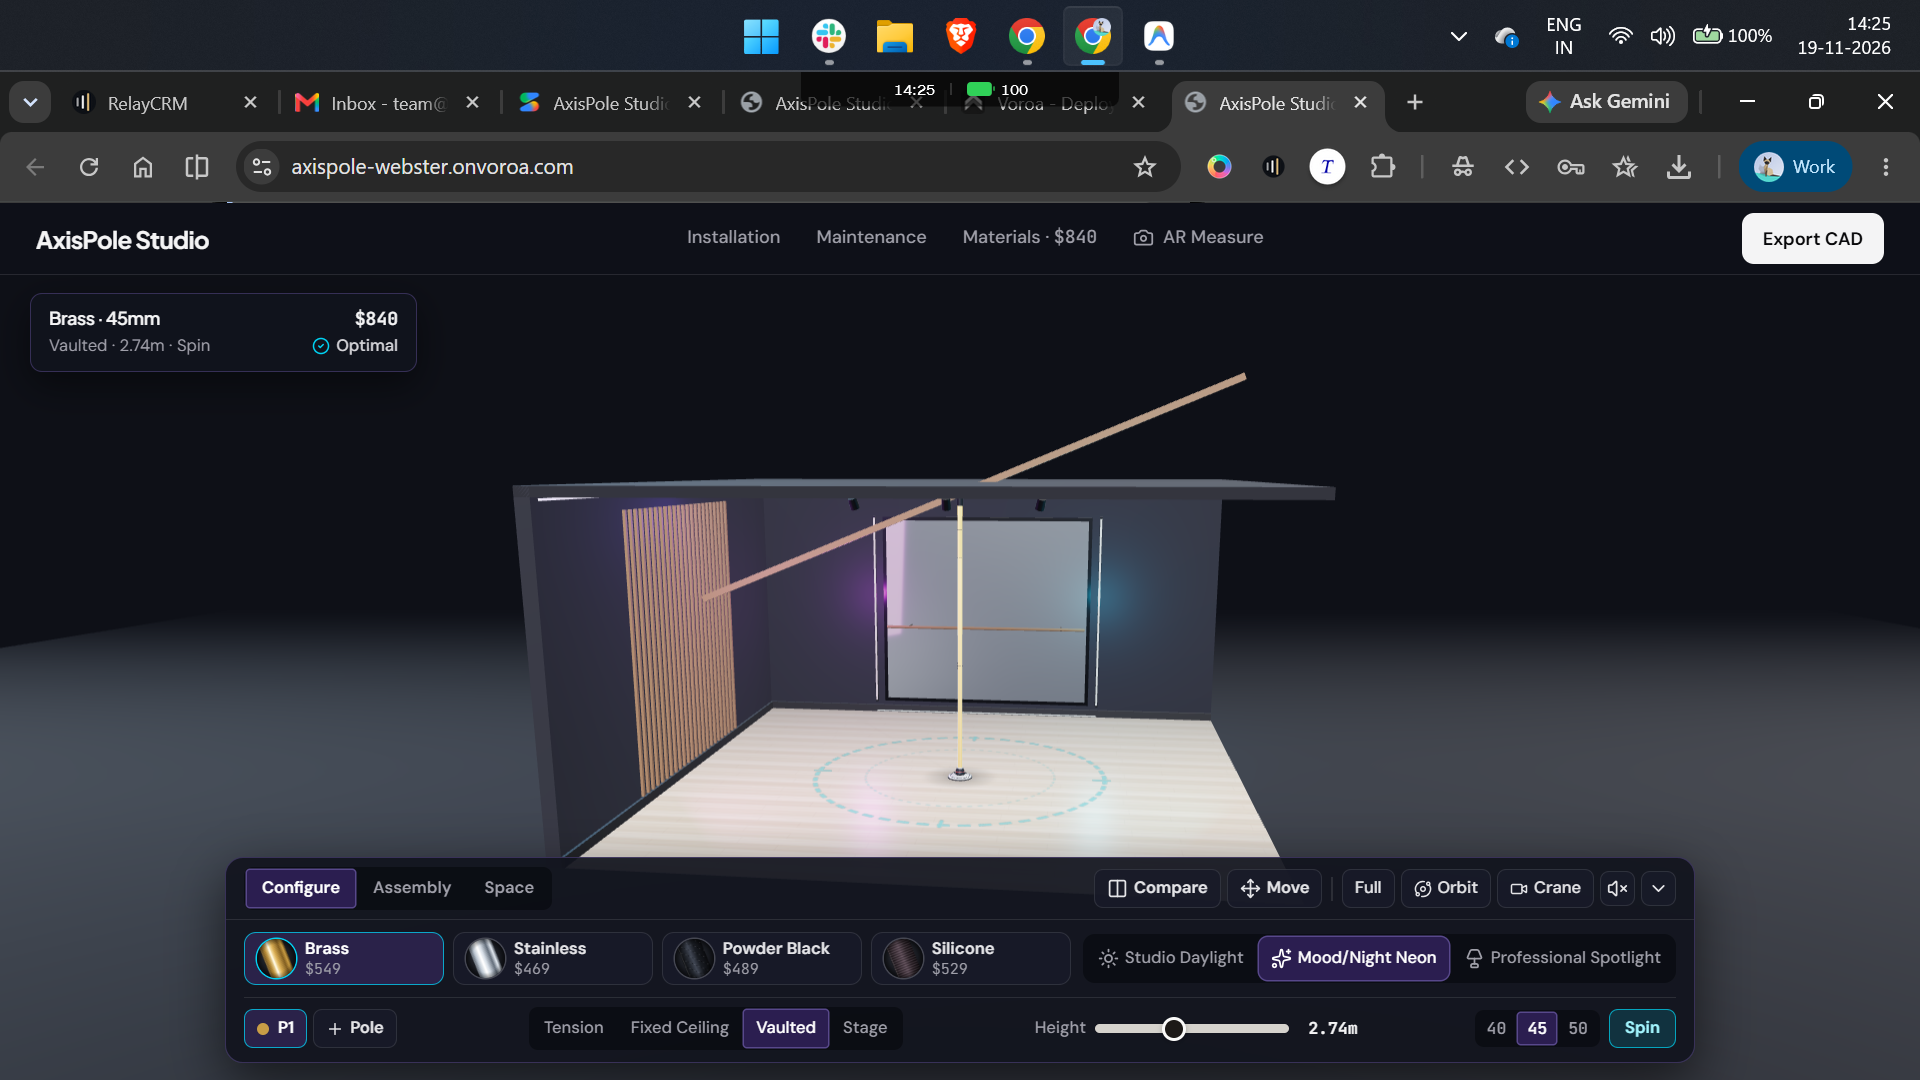 ENG
IN
100%
14:25
19-11-2026
RelayCRM
Inbox - team@
AxisPole Studi
AxisPole Studi
14:25
100
Voroa - Deploy
AxisPole Studi
Ask Gemini
axispole-webster.onvoroa.com
T
Work
AxisPole Studio
Installation
Maintenance
Materials · $840
AR Measure
Export CAD
Brass · 45mm
$840
Vaulted · 2.74m · Spin
Optimal
Configure
Assembly
Space
Compare
Move
Full
Orbit
Crane
Brass
$549
Stainless
$469
Powder Black
$489
Silicone
$529
Studio Daylight
Mood/Night Neon
Professional Spotlight
P1
+ Pole
Tension
Fixed Ceiling
Vaulted
Stage
Height
2.74m
40
45
50
Spin